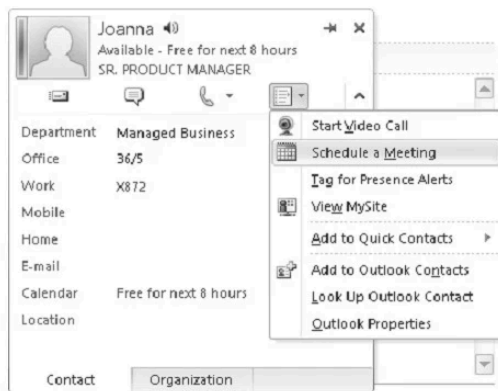 Joanna
Available - Free for next 8 hours
SR. PRODUCT MANAGER
Department Managed Business
Office 36/5
Work X872
Mobile
Home
E-mail
Calendar Free for next 8 hours
Location
Contact Organization
Start Video Call
Schedule a Meeting
Tag for Presence Alerts
View MySite
Add to Quick Contacts
Add to Outlook Contacts
Look Up Outlook Contact
Outlook Properties